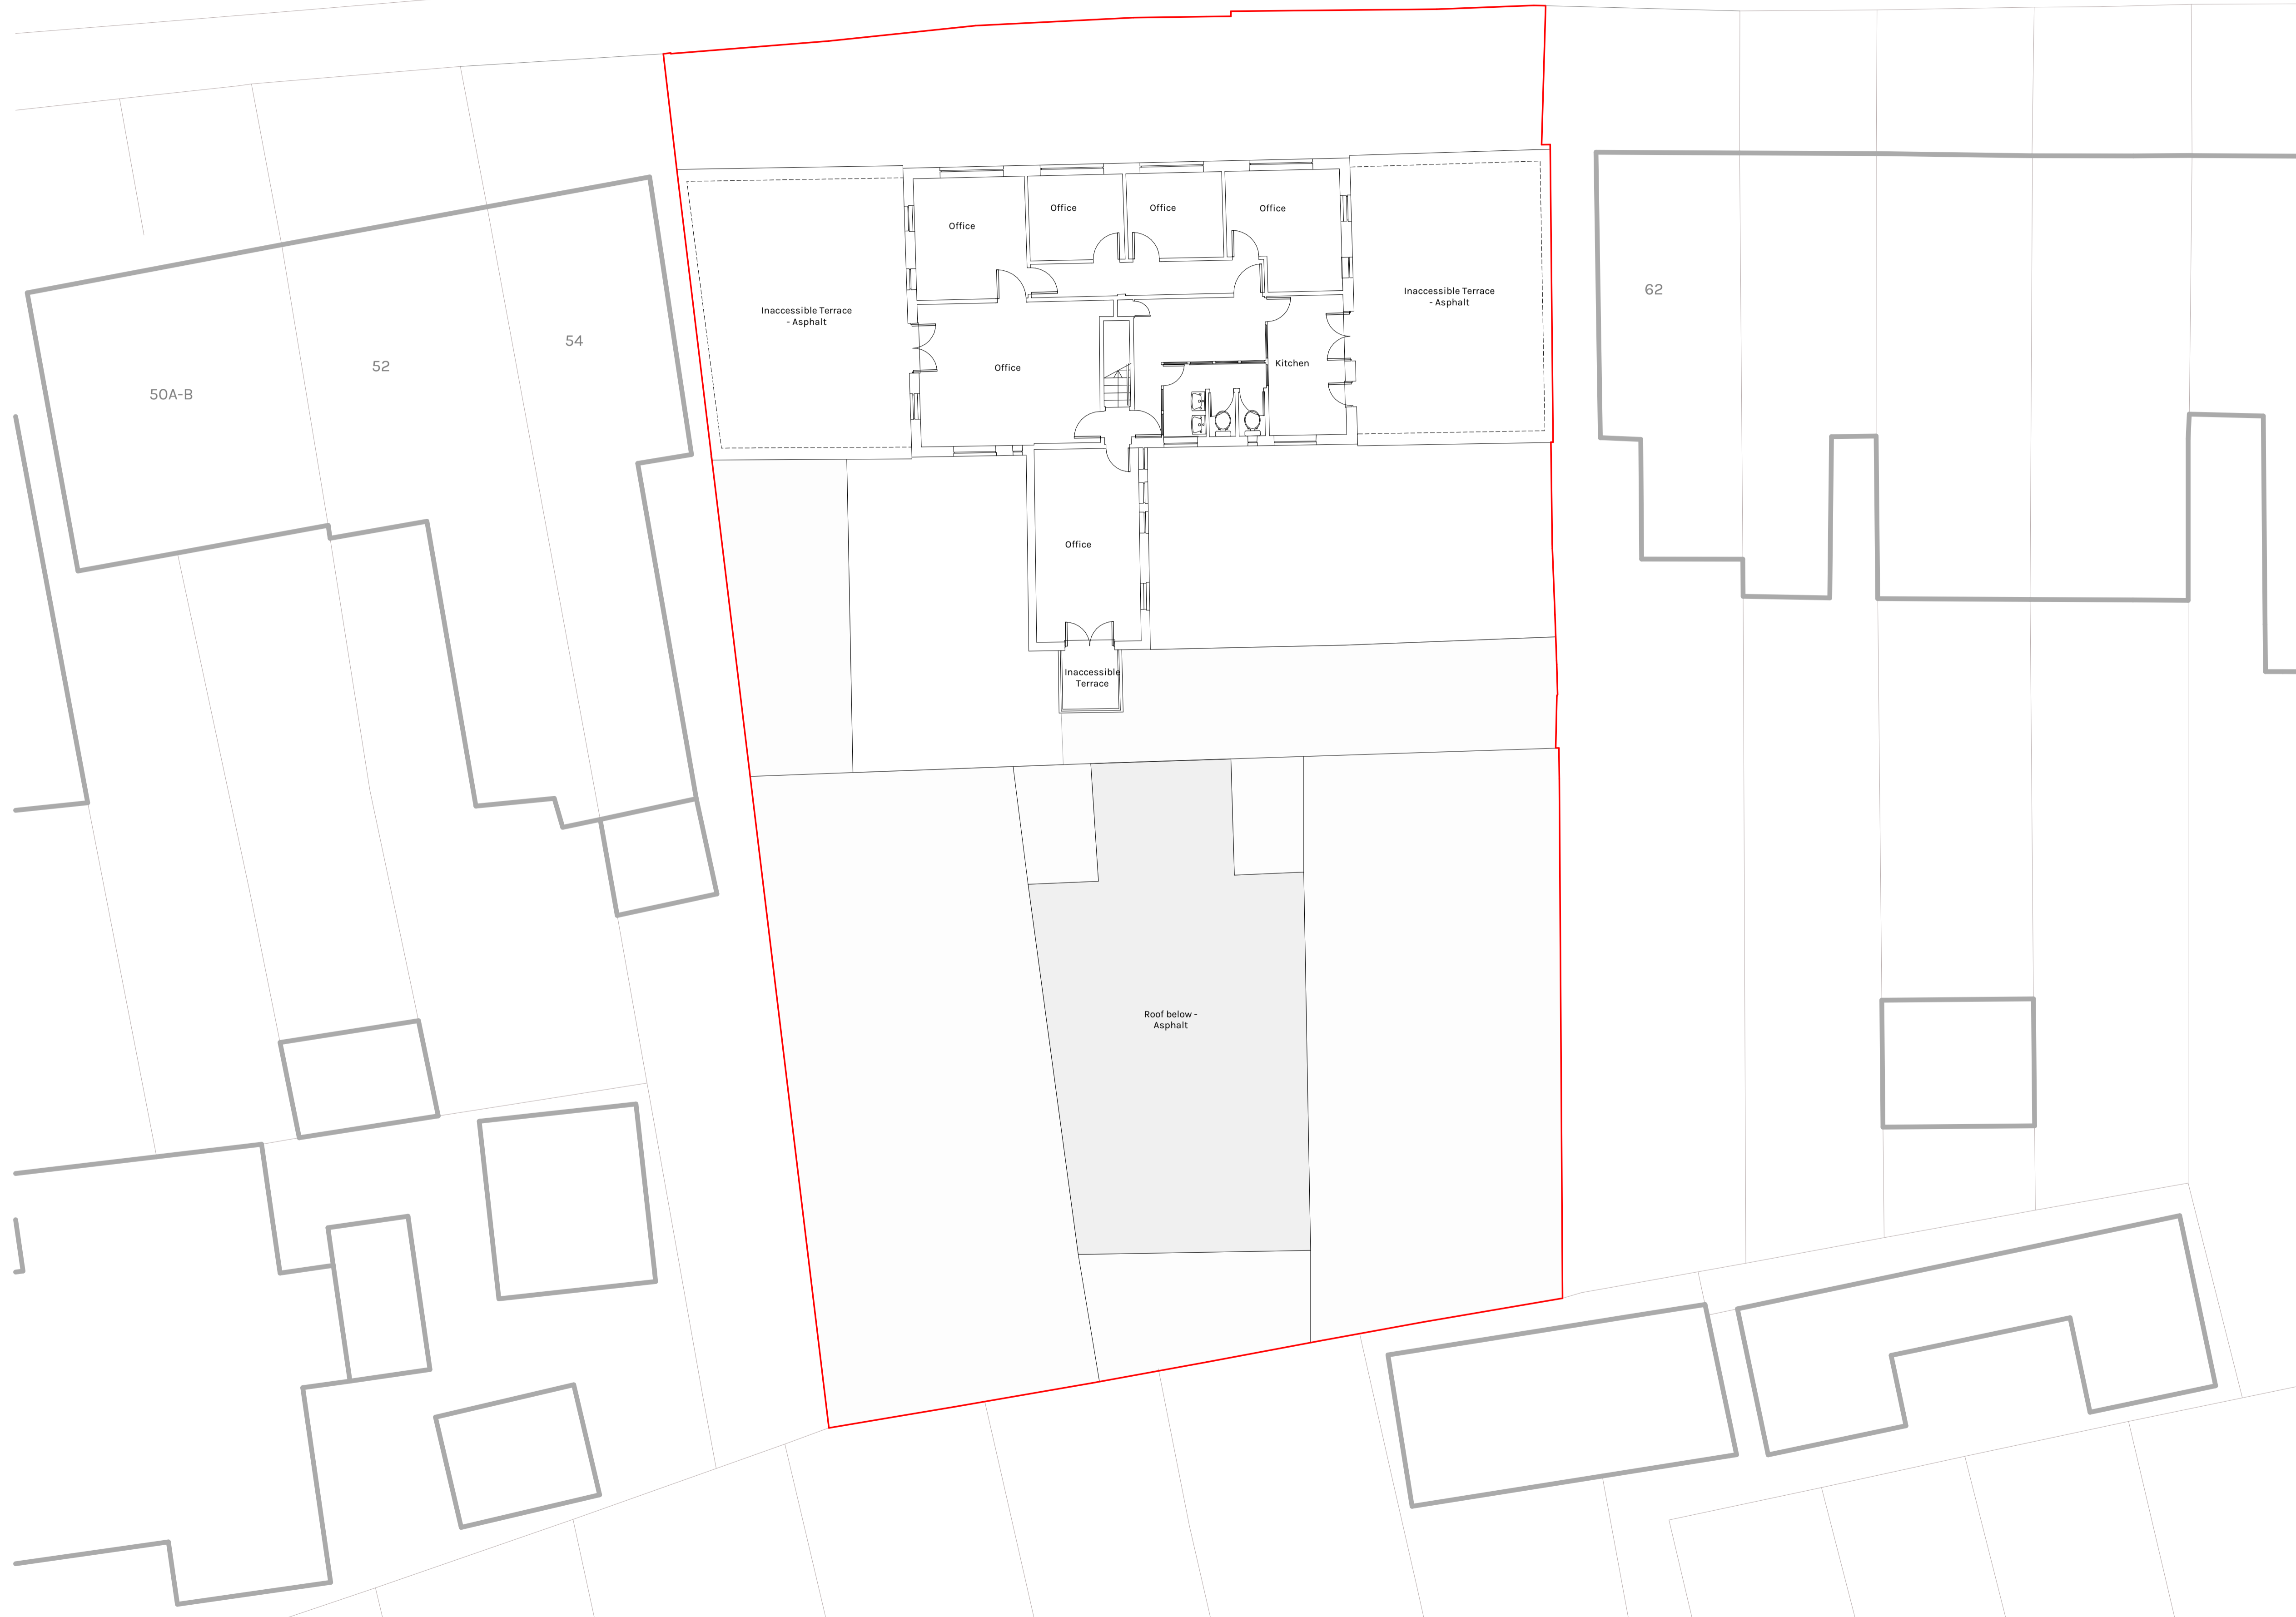 Office
Office
Office
Office
Inaccessible Terrace
- Asphalt
Inaccessible Terrace
- Asphalt
62
54
52
50A-B
Office
Kitchen
Office
Inaccessible
Terrace
Roof below -
Asphalt